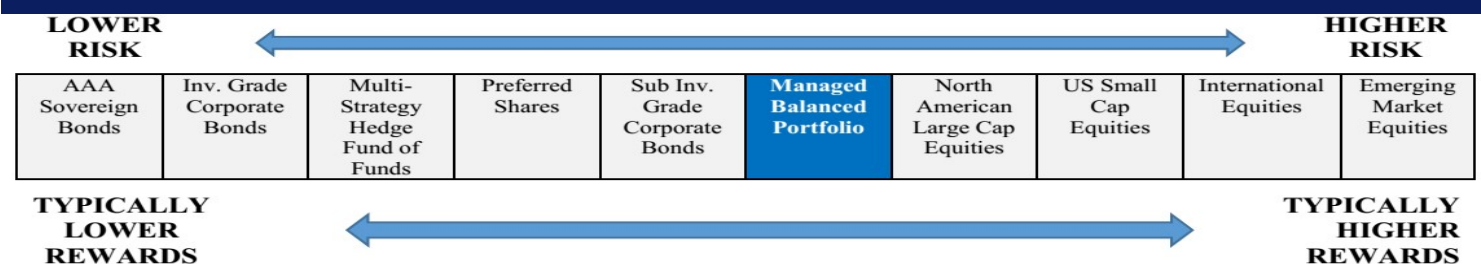 LOWER
RISK
HIGHER
RISK
AAA
Sovereign
Bonds
Inv. Grade
Corporate
Bonds
Multi-
Strategy
Hedge
Fund of
Funds
Preferred
Shares
Sub Inv.
Grade
Corporate
Bonds
Managed
Balanced
Portfolio
North
American
Large Cap
Equities
US Small
Cap
Equities
International
Equities
Emerging
Market
Equities
TYPICALLY
LOWER
REWARDS
TYPICALLY
HIGHER
REWARDS